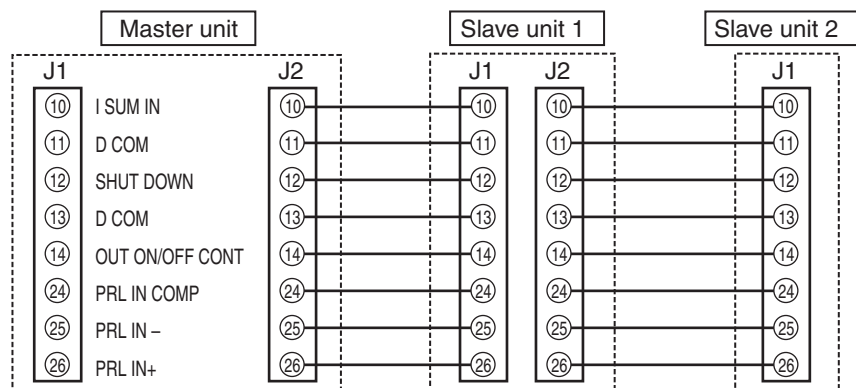 Master unit Slave unit 1 Slave unit 2
J1 J2 J1 J2 J1
10 I SUM IN 10 10 10 10
11 D COM 11 11 11 11
12 SHUT DOWN 12 12 12 12
13 D COM 13 13 13 13
14 OUT ON/OFF CONT 14 14 14 14
24 PRL IN COMP 24 24 24 24
25 PRL IN – 25 25 25 25
26 PRL IN+ 26 26 26 26